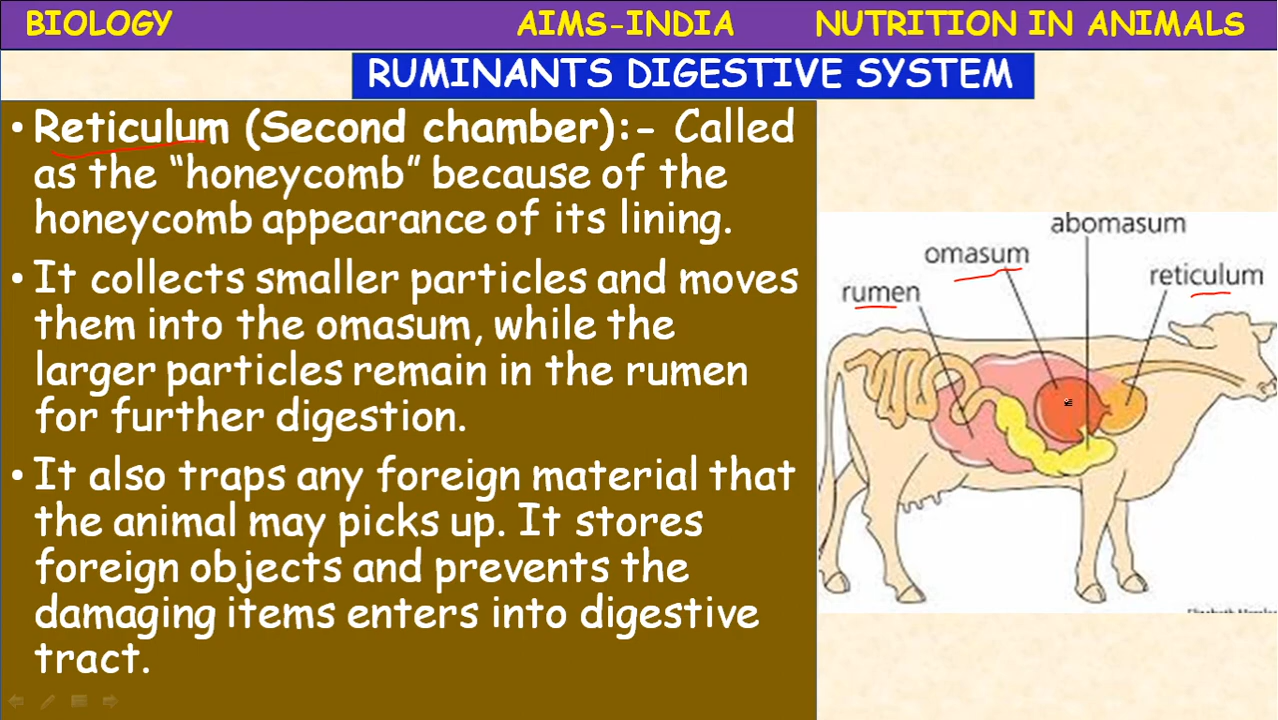 BIOLOGY AIMS-INDIA NUTRITION IN ANIMALS
RUMINANTS DIGESTIVE SYSTEM
• Reticulum (Second chamber):- Called
as the “honeycomb” because of the
honeycomb appearance of its lining.
• It collects smaller particles and moves
them into the omasum, while the
larger particles remain in the rumen
for further digestion.
• It also traps any foreign material that
the animal may picks up. It stores
foreign objects and prevents the
damaging items enters into digestive
tract.
abomasum
omasum
reticulum
rumen